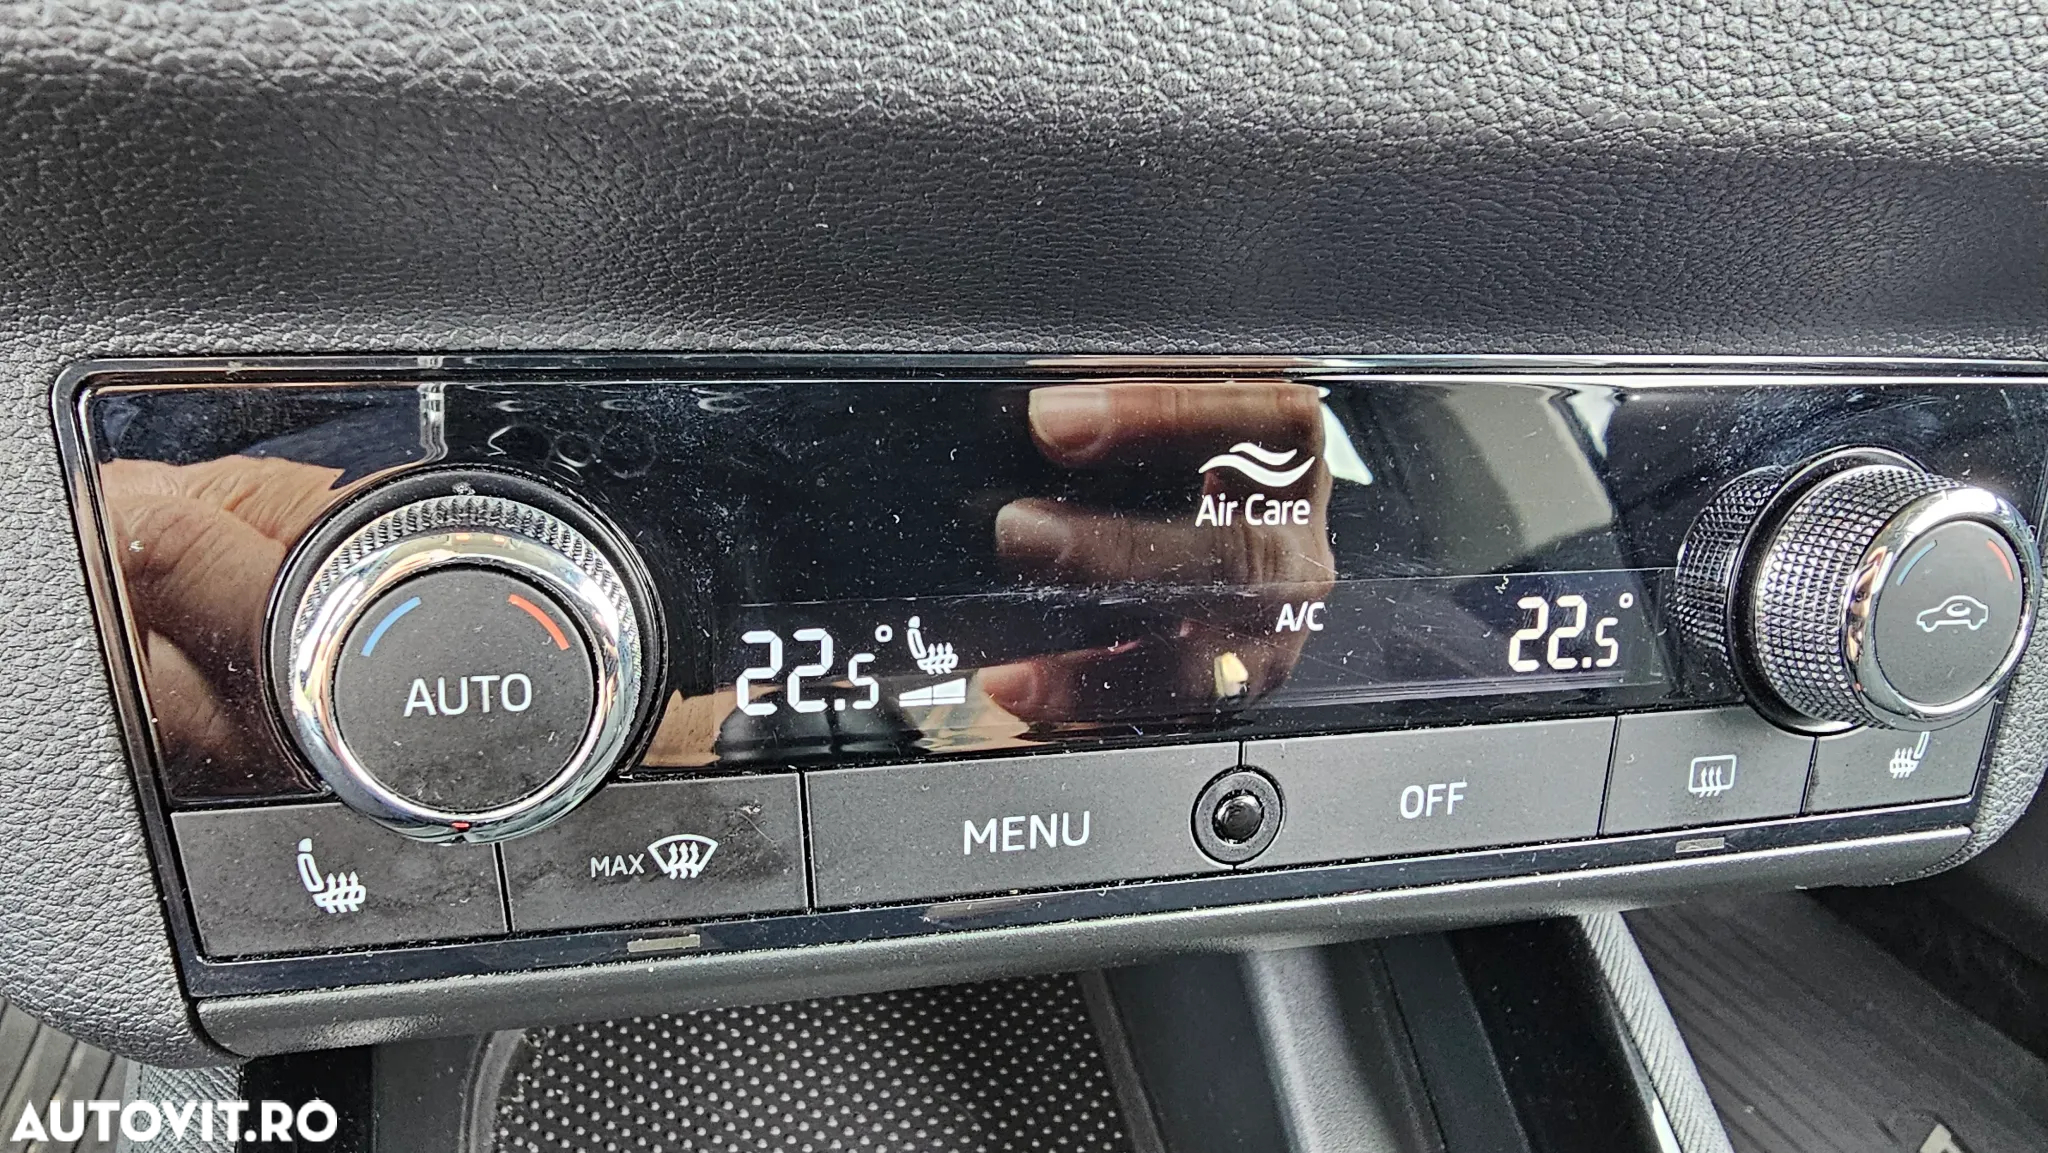 Air Care
A/C
22.5°
22.5°
AUTO
MAX
MENU
OFF
AUTOVIT.RO